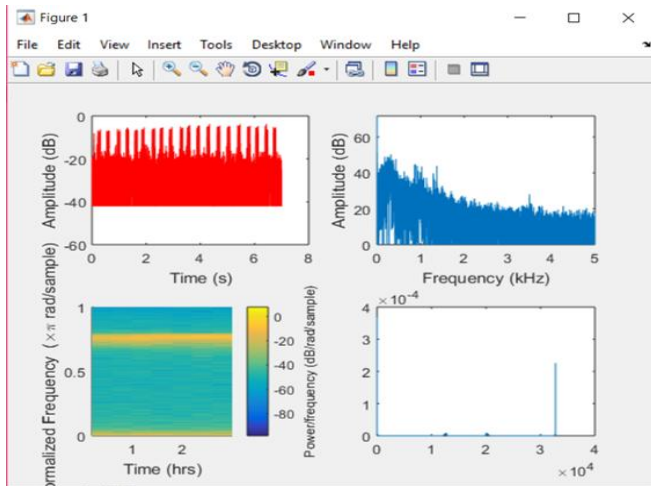 Figure 1
File Edit View Insert Tools Desktop Window Help
Amplitude (dB)
0
-20
-40
-60
0 2 4 6 8
Time (s)
Amplitude (dB)
60
40
20
0
0 1 2 3 4 5
Frequency (kHz)
ormalized Frequency (×π rad/sample)
1
0.5
0
1 2
Time (hrs)
0
-20
-40
-60
-80
Power/frequency (dB/rad/sample)
×10-4
4
3
2
1
0
0 1 2 3 4
×10^4